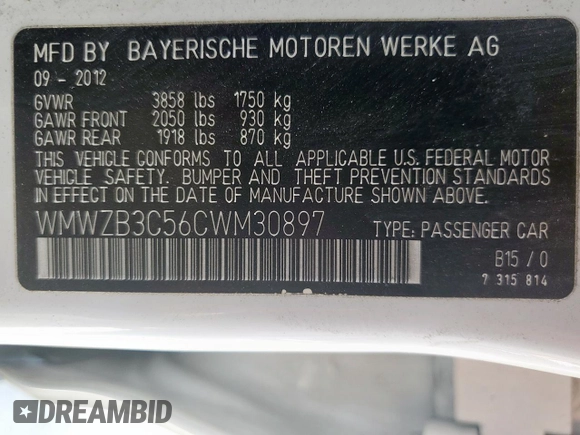 MFD BY BAYERISCHE MOTOREN WERKE AG
09 - 2012
GVWR 3858 lbs 1750 kg
GAWR FRONT 2050 lbs 930 kg
GAWR REAR 1918 lbs 870 kg
THIS VEHICLE CONFORMS TO ALL APPLICABLE U.S. FEDERAL MOTOR
VEHICLE SAFETY. BUMPER AND THEFT PREVENTION STANDARDS
IN EFFECT ON THE DATE OF MANUFACTURE SHOWN ABOVE.
WMWZB3C56CWM30897 TYPE: PASSENGER CAR
B15 / 0
7 315 814
DREAMBID